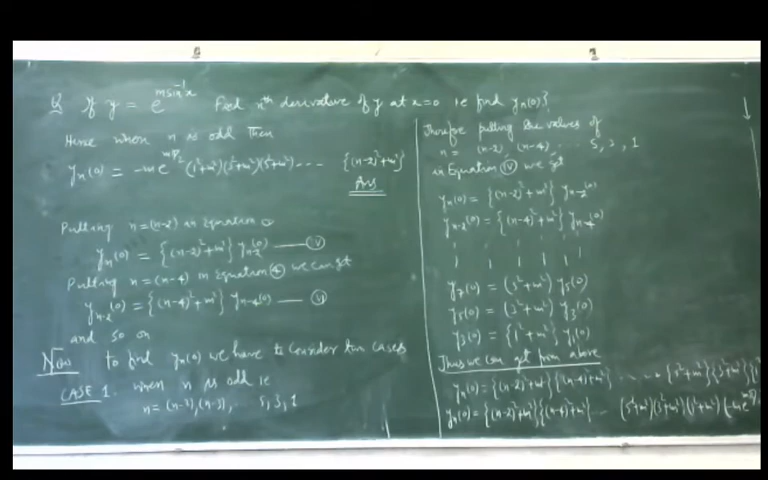 Q If y = e^{m sin⁻¹x} Find nth derivative of y at x=0 ie find yₙ(0)}
Hence when n is odd then
yₙ(0) = -me^{mπ/2} (1²+m²)(3²+m²)(5²+m²) ---- {(n-2)²+m²}
Ans
Putting n=(n-2) in Equation
yₙ(0) = {(n-2)²+m²} yₙ₋₂(0) —— (IV)
Putting n=(n-4) in Equation (4) we can get
yₙ₋₂(0) = {(n-4)²+m²} yₙ₋₄(0) —— (VI)
and so on
Now to find yₙ(0) we have to Consider two cases
CASE 1. when n is odd ie
n = (n-2),(n-3), .. 5, 3, 1
Therefore putting the values of
n = (n-2) (n-4) ... 5, 3, 1
in Equation (IV) we get
yₙ(0) = {(n-2)²+m²} yₙ₋₂(0)
yₙ₋₂(0) = {(n-4)²+m²} yₙ₋₄(0)
y₇(0) = (5²+m²) y₅(0)
y₅(0) = (3²+m²) y₃(0)
y₃(0) = {1²+m²} y₁(0)
Thus we can get from above
yₙ(0) = {(n-2)²+m²}{(n-4)²+m²} ------ {5²+m²}{3²+m²}{1
yₙ(0) = {(n-2)²+m²}{(n-4)²+m²} --- (5²+m²)(3²+m²)(1²+m²)(-me